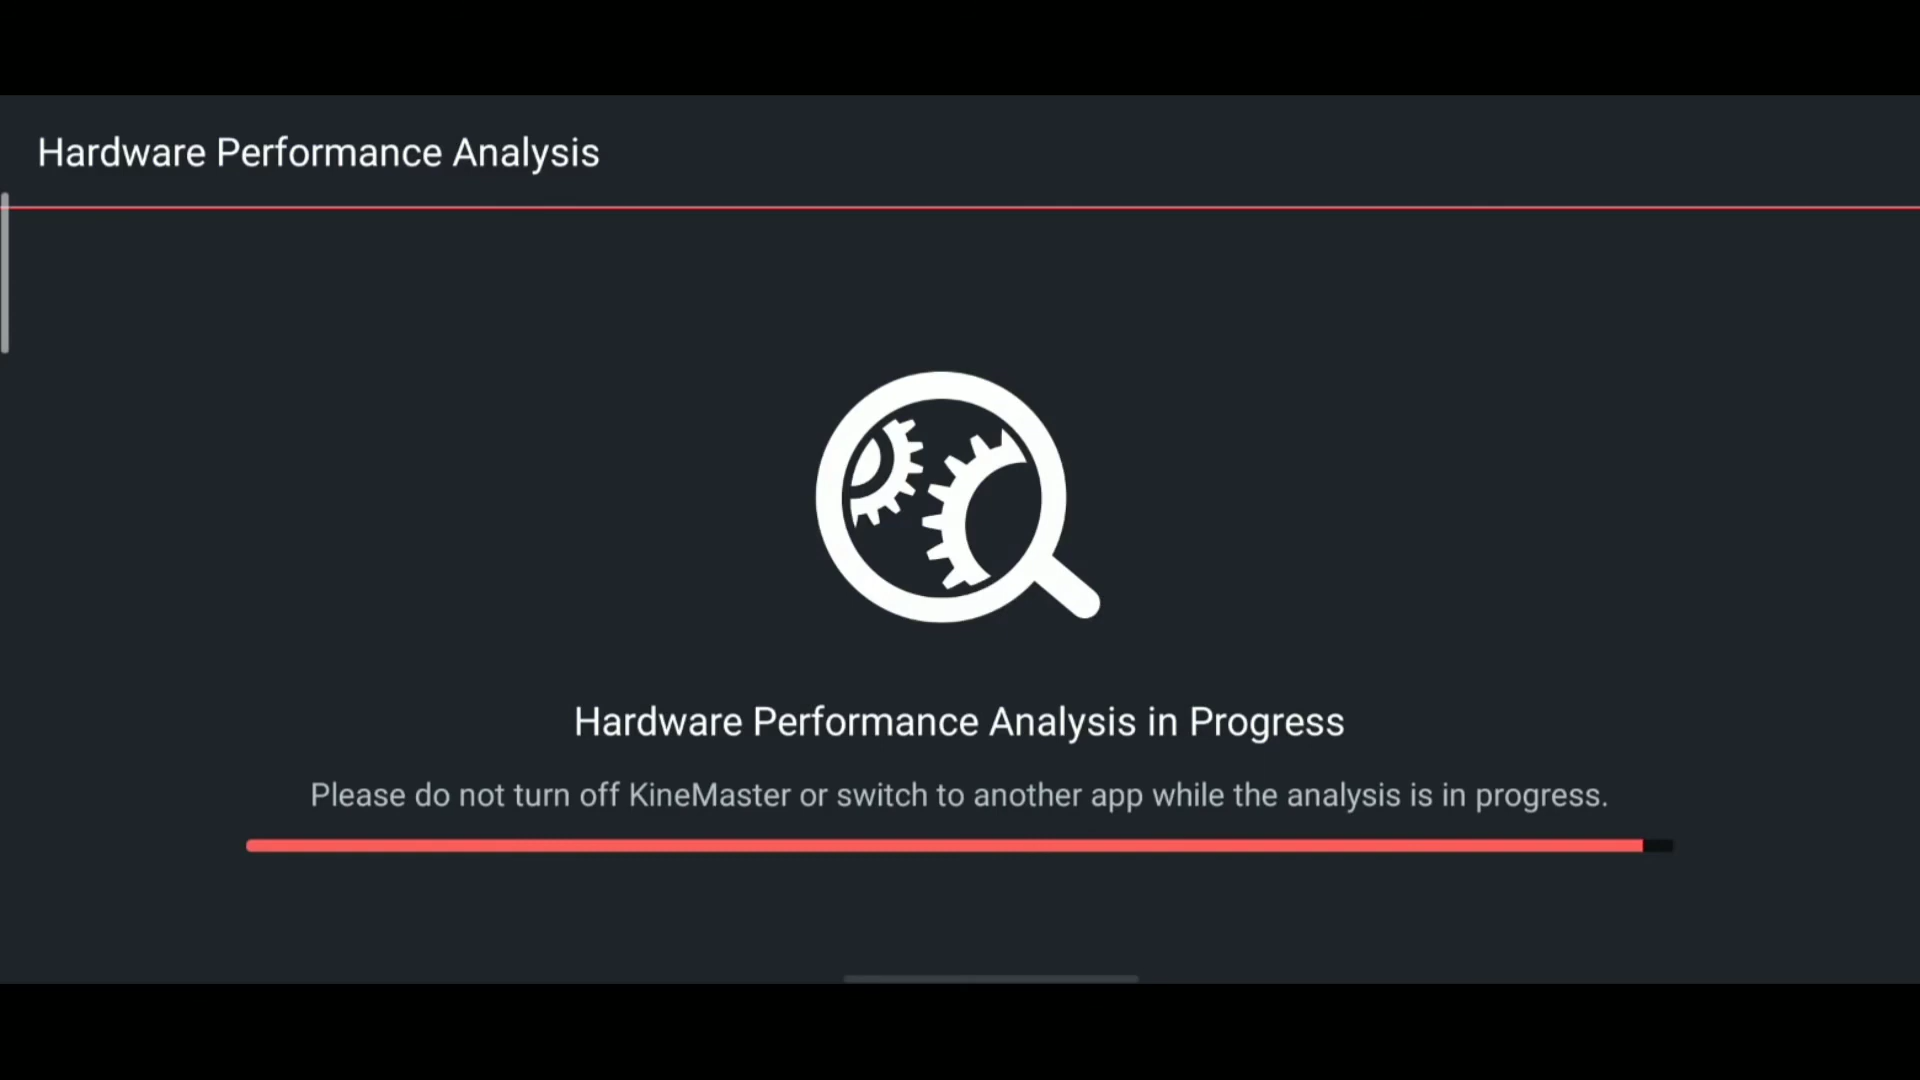 Hardware Performance Analysis
Hardware Performance Analysis in Progress
Please do not turn off KineMaster or switch to another app while the analysis is in progress.